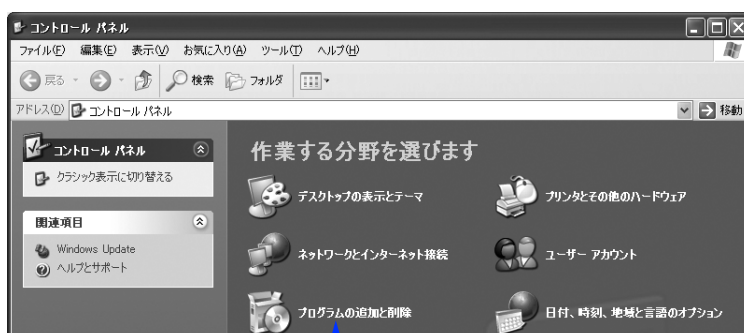 コントロール パネル
ファイル(F) 編集(E) 表示(V) お気に入り(A) ツール(T) ヘルプ(H)
戻る 検索 フォルダ
アドレス(D) コントロール パネル 移動
コントロール パネル
クラシック表示に切り替える
関連項目
Windows Update
ヘルプとサポート
作業する分野を選びます
デスクトップの表示とテーマ
プリンタとその他のハードウェア
ネットワークとインターネット接続
ユーザー アカウント
プログラムの追加と削除
日付、時刻、地域と言語のオプション